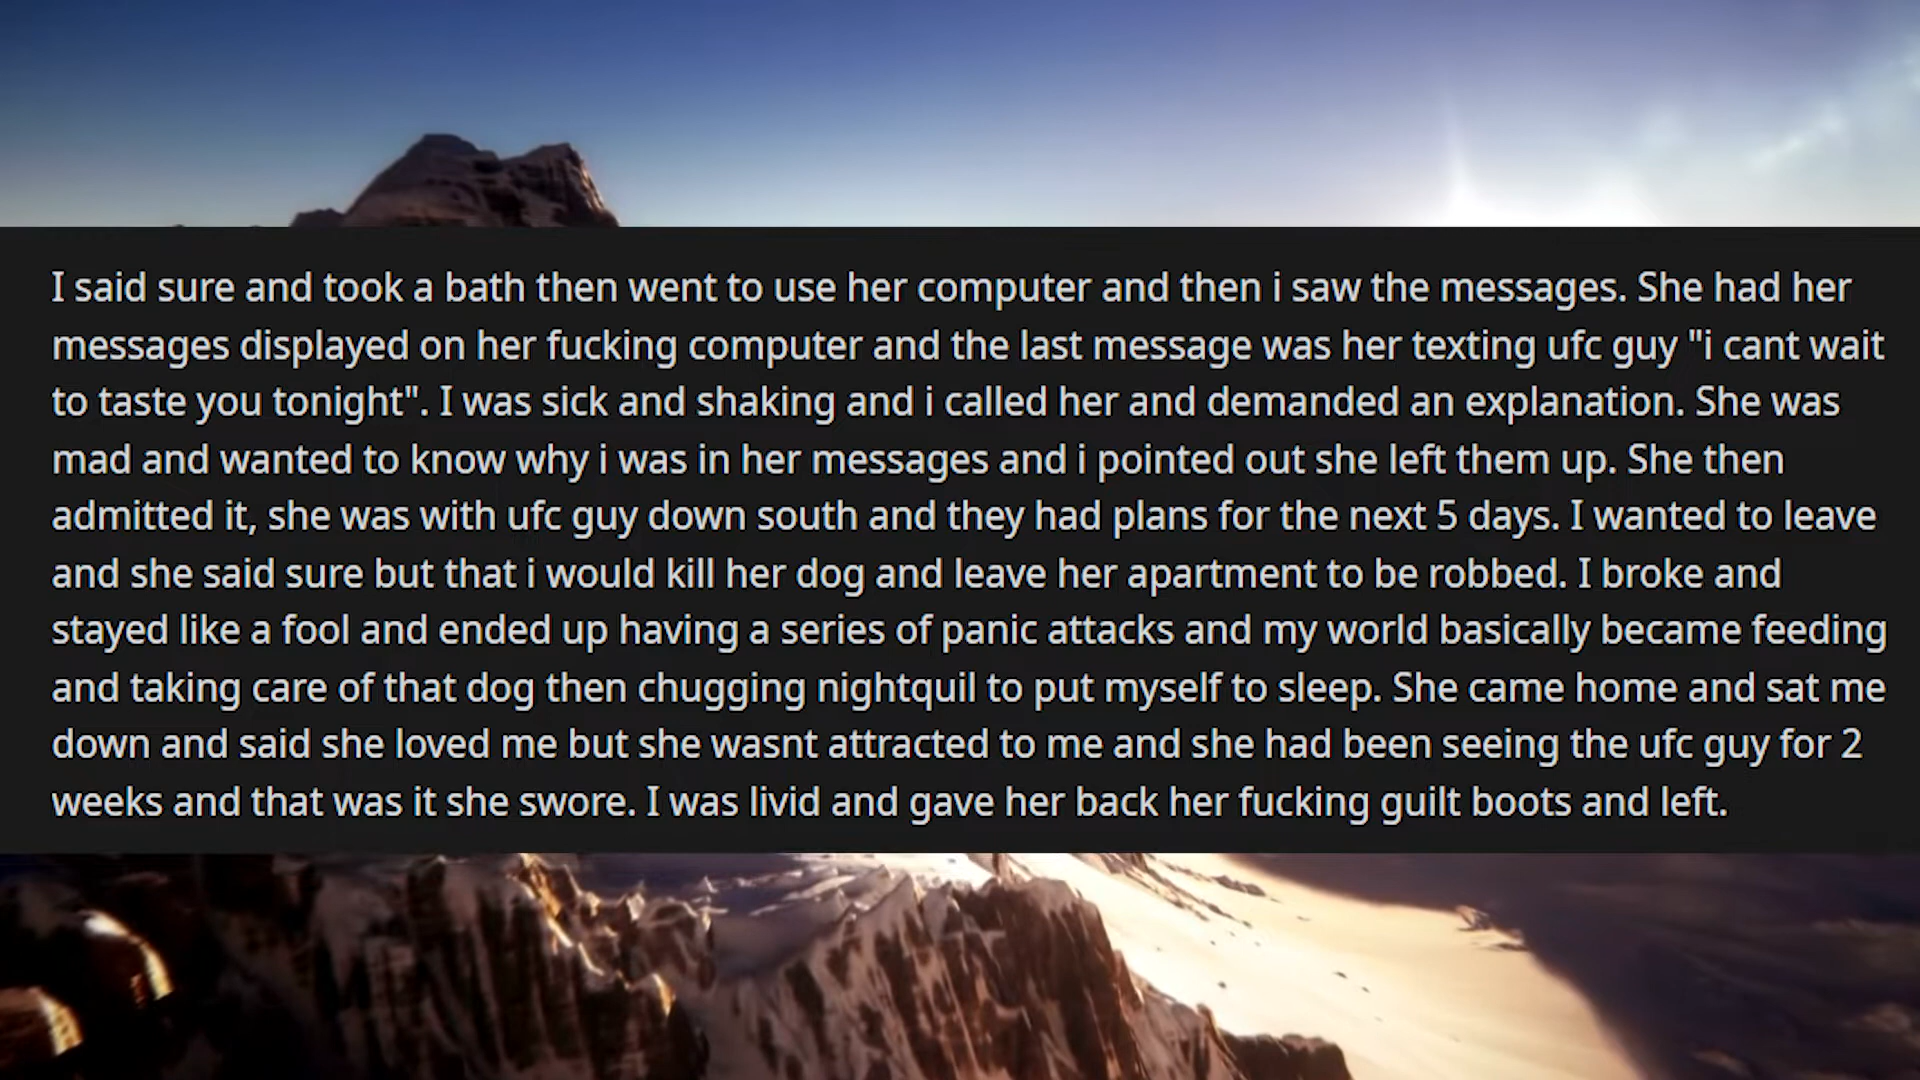 I said sure and took a bath then went to use her computer and then i saw the messages. She had her
messages displayed on her fucking computer and the last message was her texting ufc guy "i cant wait
to taste you tonight". I was sick and shaking and i called her and demanded an explanation. She was
mad and wanted to know why i was in her messages and i pointed out she left them up. She then
admitted it, she was with ufc guy down south and they had plans for the next 5 days. I wanted to leave
and she said sure but that i would kill her dog and leave her apartment to be robbed. I broke and
stayed like a fool and ended up having a series of panic attacks and my world basically became feeding
and taking care of that dog then chugging nightquil to put myself to sleep. She came home and sat me
down and said she loved me but she wasnt attracted to me and she had been seeing the ufc guy for 2
weeks and that was it she swore. I was livid and gave her back her fucking guilt boots and left.